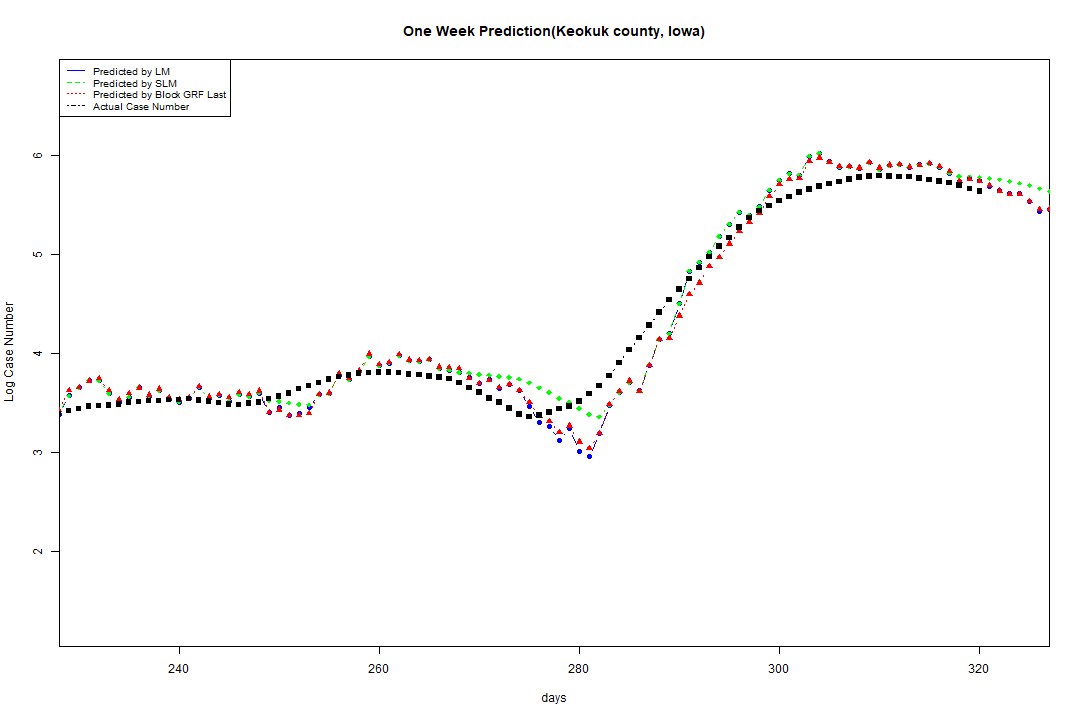 One Week Prediction(Keokuk county, Iowa)
Predicted by LM
Predicted by SLM
Predicted by Block GRF Last
Actual Case Number
Log Case Number
6
5
4
3
2
240 260 280 300 320
days